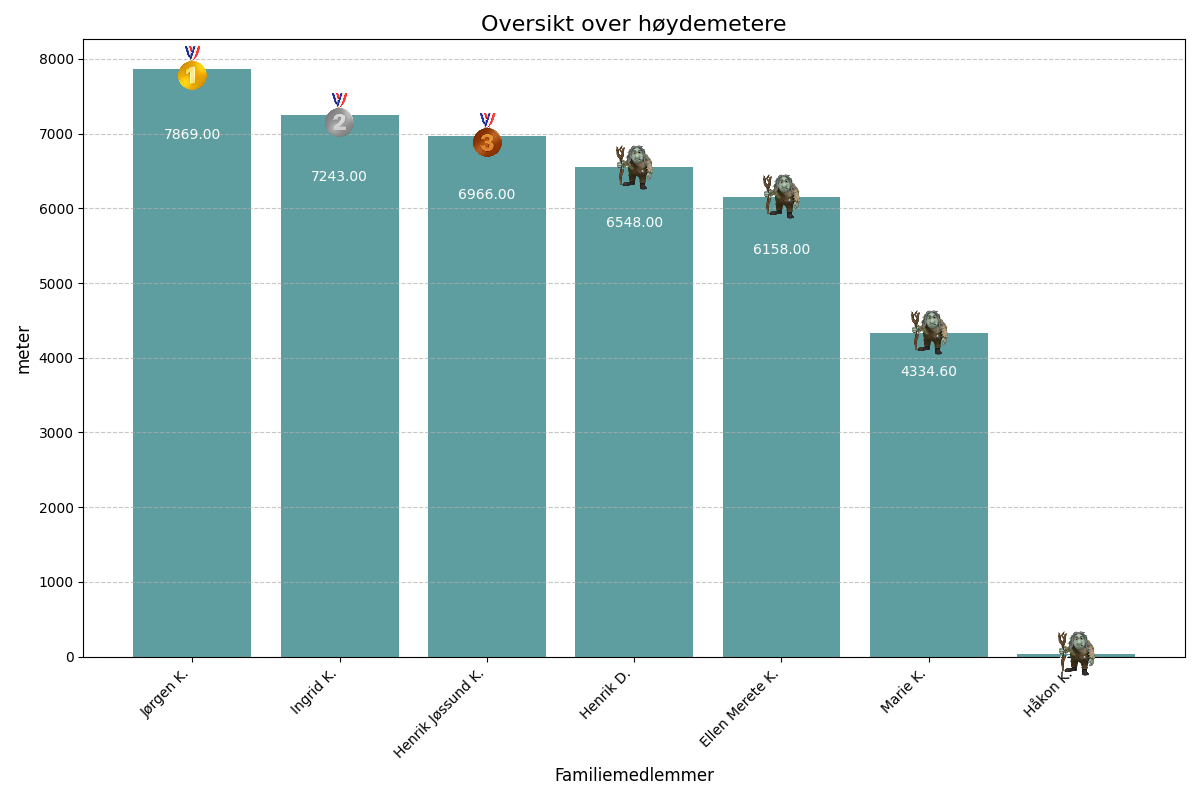 Oversikt over høydemetere
meter
8000
7000
6000
5000
4000
3000
2000
1000
0
1
2
3
7869.00
7243.00
6966.00
6548.00
6158.00
4334.60
Jørgen K.
Ingrid K.
Henrik Jøssund K.
Henrik D.
Ellen Merete K.
Marie K.
Håkon K.
Familiemedlemmer